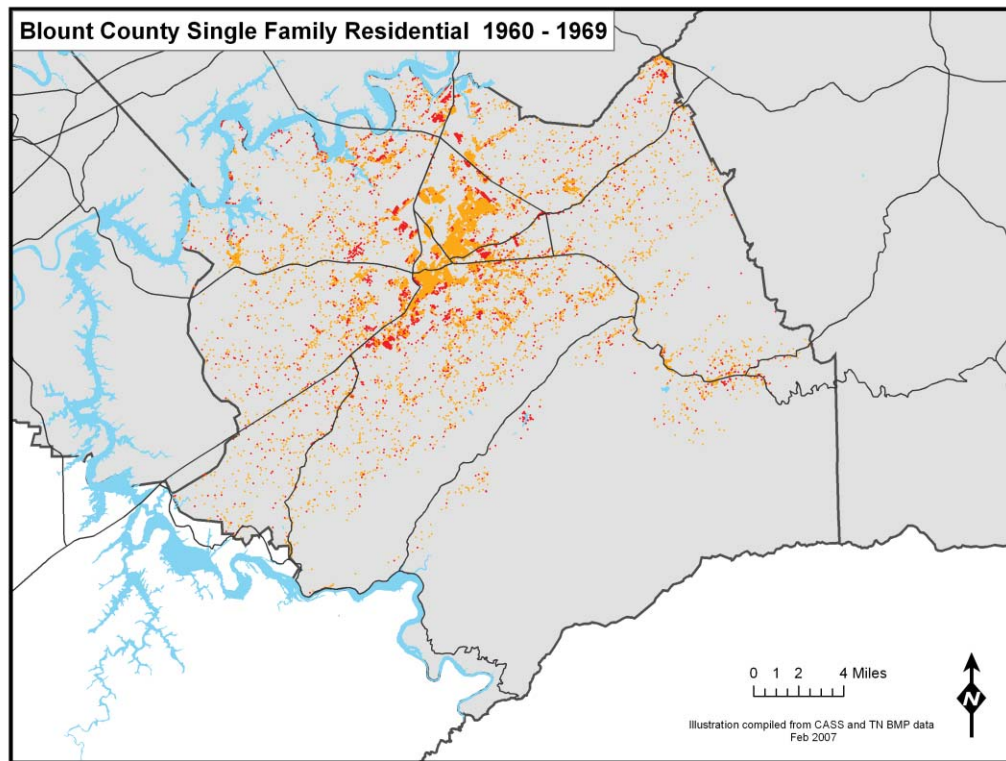 Blount County Single Family Residential 1960 - 1969
0 1 2 4 Miles
N
Illustration compiled from CASS and TN BMP data
Feb 2007